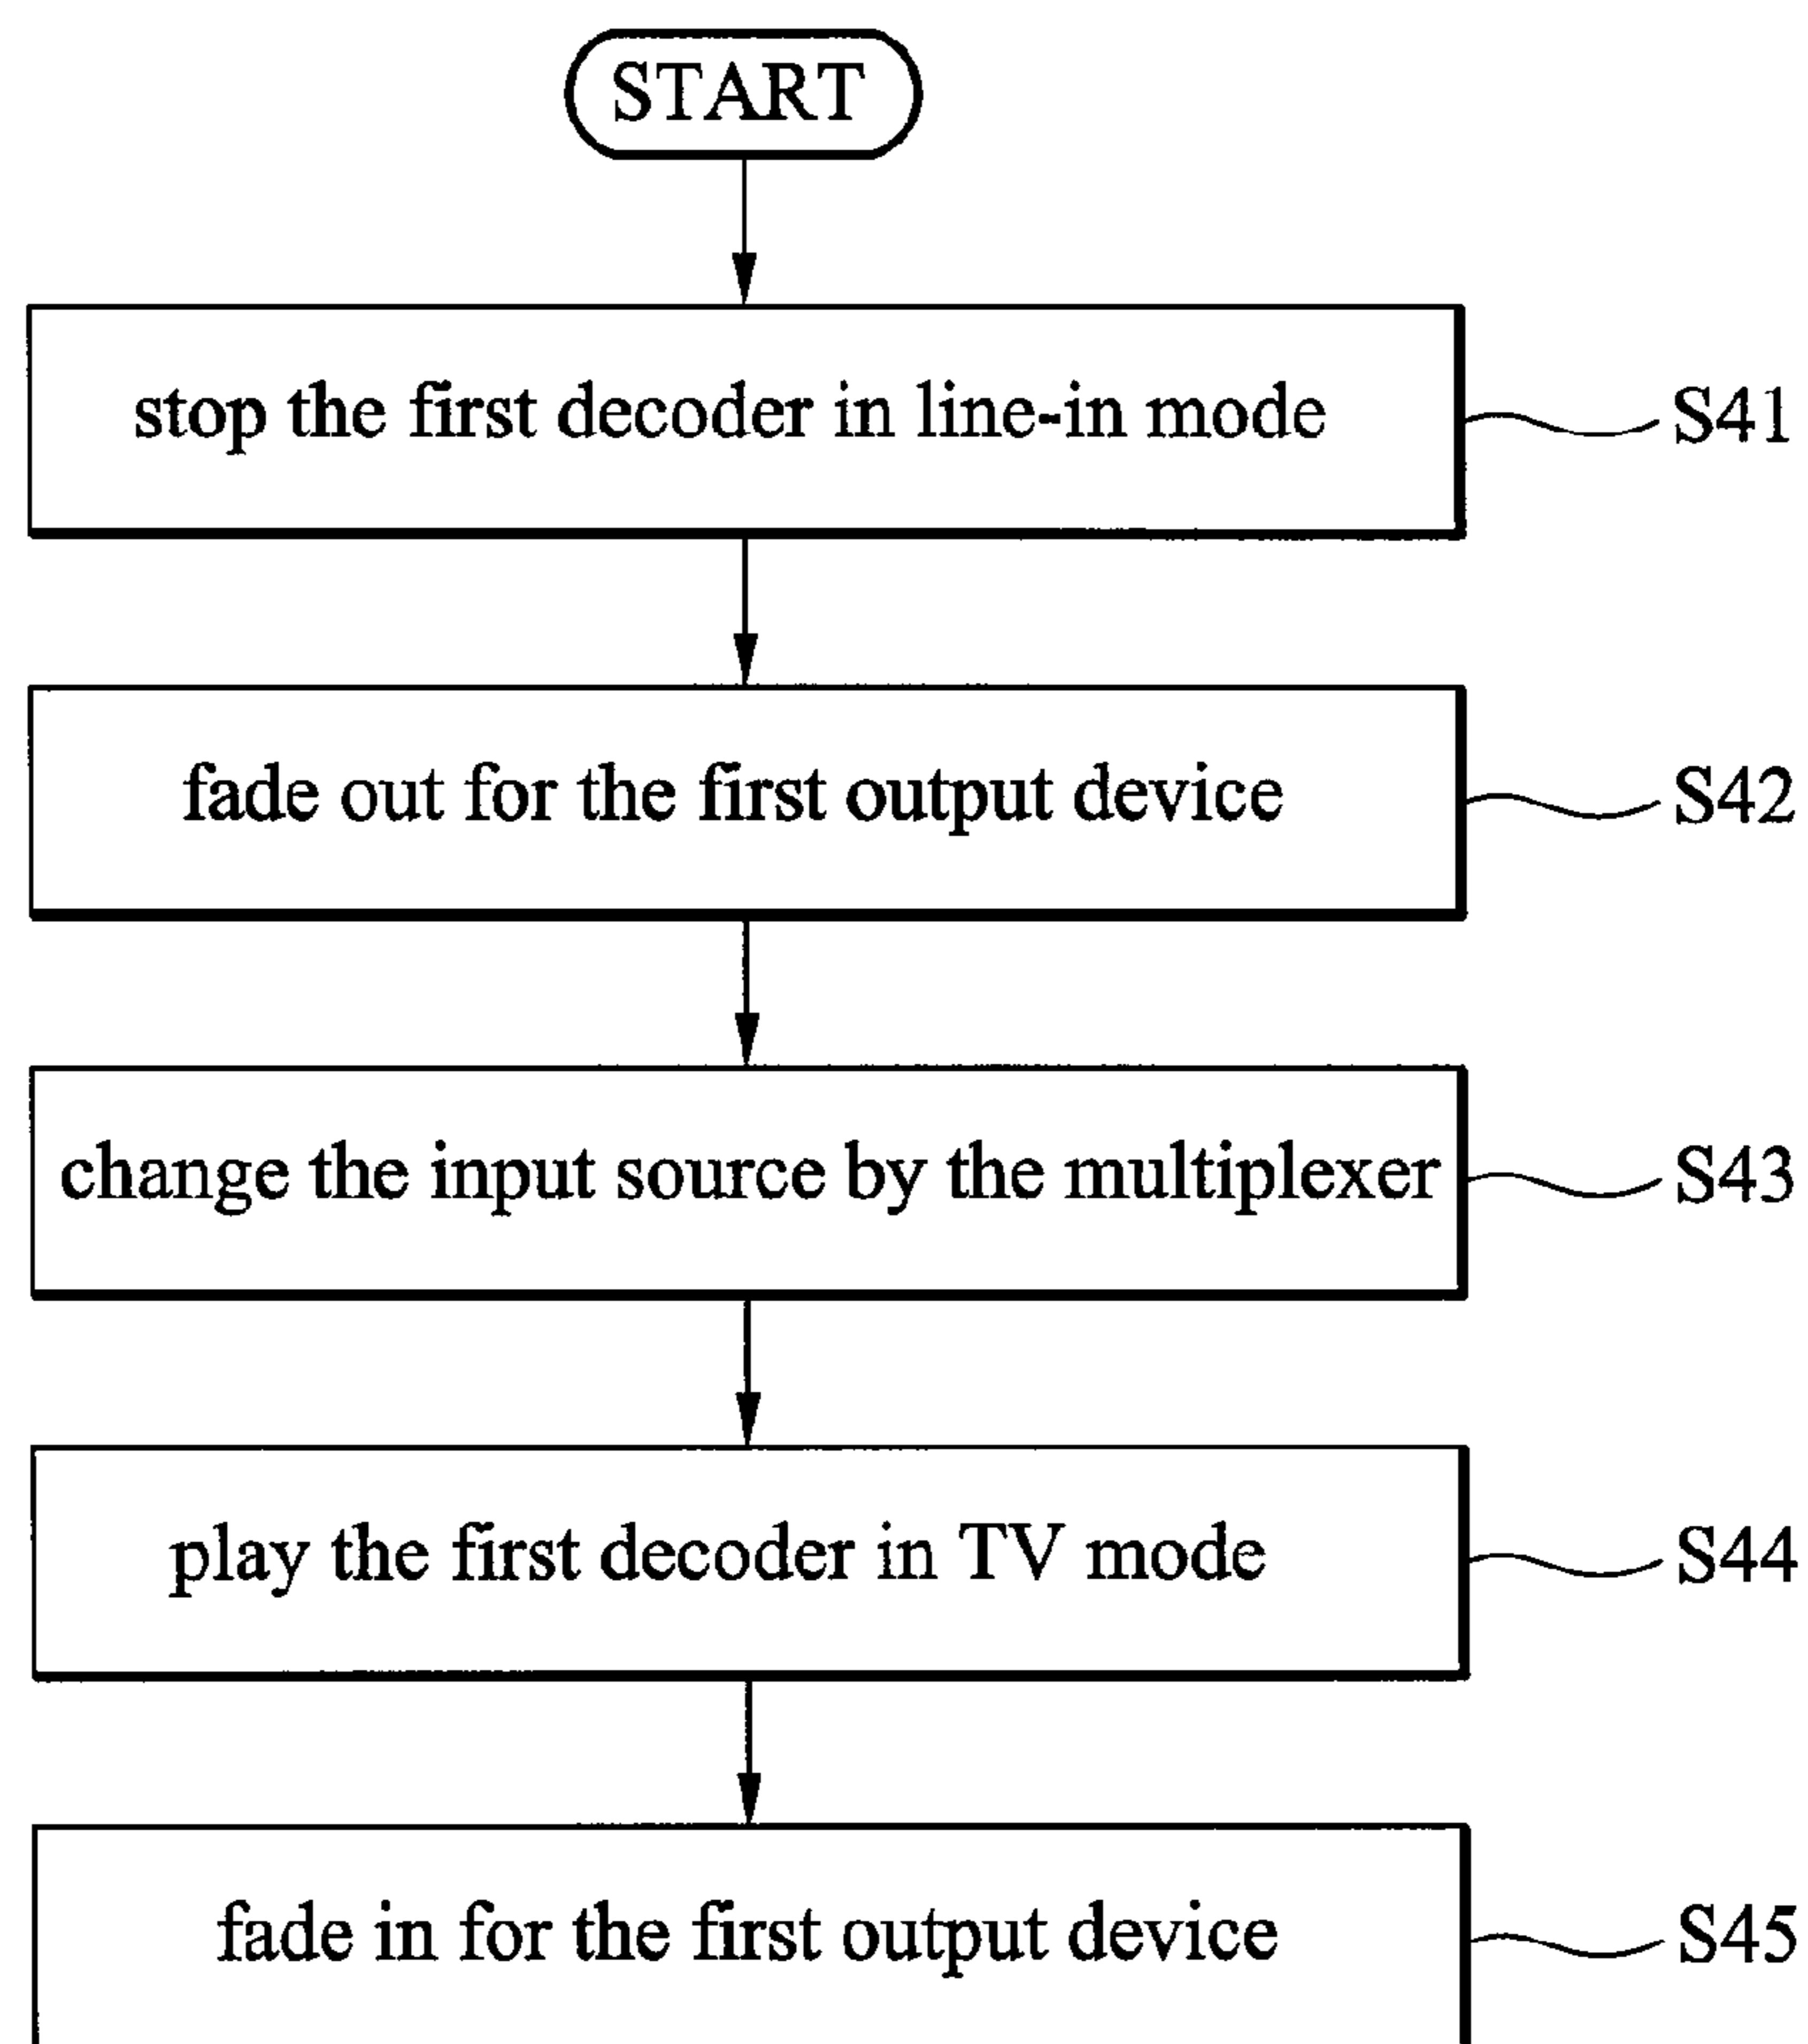 START
stop the first decoder in line-in mode
S41
fade out for the first output device
S42
change the input source by the multiplexer
S43
play the first decoder in TV mode
S44
fade in for the first output device
S45